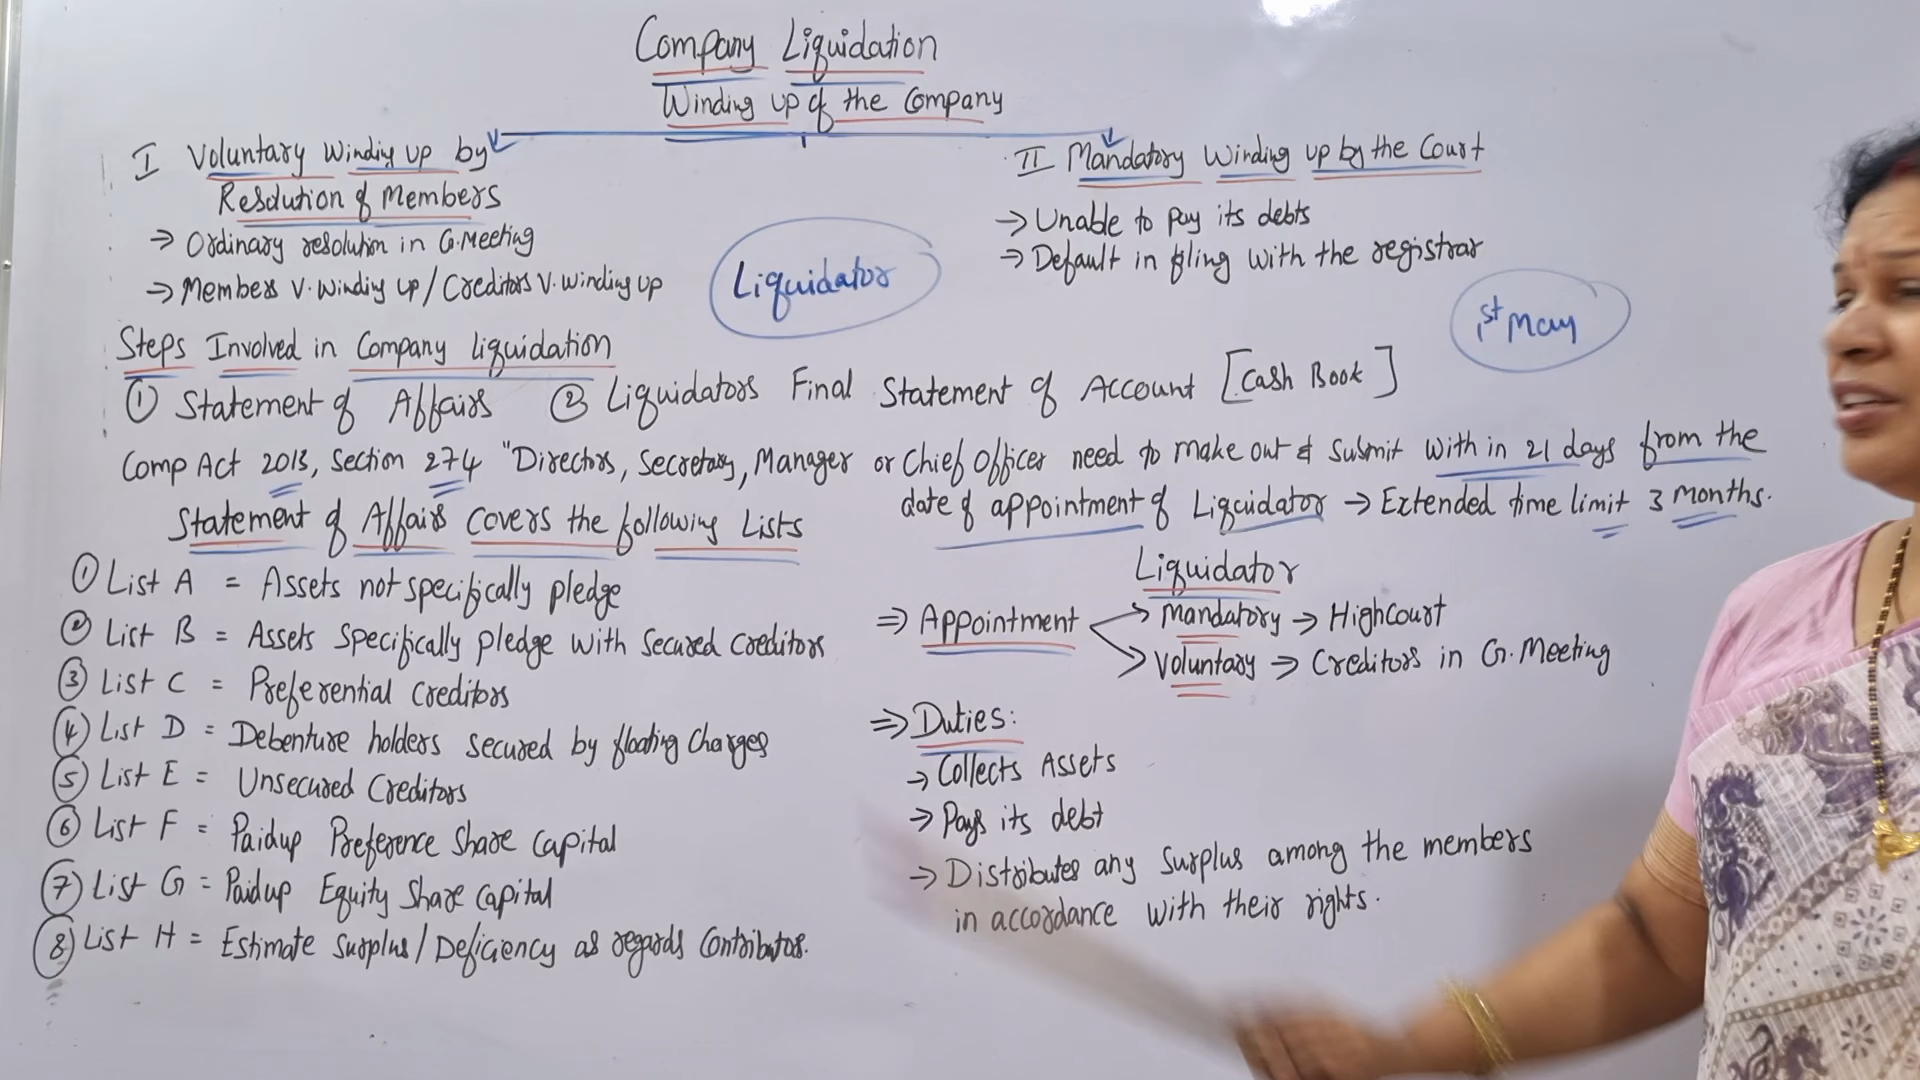 Company Liquidation
Winding up of the Company
I Voluntary Winding up by
Resolution of Members
→ Ordinary resolution in G.Meeting
→ Members V. Winding up / Creditors V. Winding up
II Mandatory Winding up by the Court
→ Unable to pay its debts
→ Default in filing with the registrar
Liquidator
1st May
Steps Involved in Company liquidation
① Statement of Affairs ② Liquidators Final Statement of Account [Cash Book]
Comp Act 2013, Section 274 "Directors, Secretary, Manager or Chief Officer need to make out & Submit with in 21 days from the
date of appointment of Liquidator → Extended time limit 3 months.
Statement of Affairs covers the following Lists
① List A = Assets not specifically pledge
② List B = Assets Specifically pledge with Secured Creditors
③ List C = Preferential creditors
④ List D = Debenture holders secured by floating Charges
⑤ List E = Unsecured Creditors
⑥ List F = Paidup Preference Share Capital
⑦ List G = Paidup Equity Share Capital
⑧ List H = Estimate Surplus / Deficiency as regards Contributos.
Liquidator
⇒ Appointment → Mandatory → HighCourt
→ Voluntary → Creditors in G. Meeting
⇒ Duties:
→ Collects Assets
→ Pays its debt
→ Distributes any Surplus among the members
in accordance with their rights.